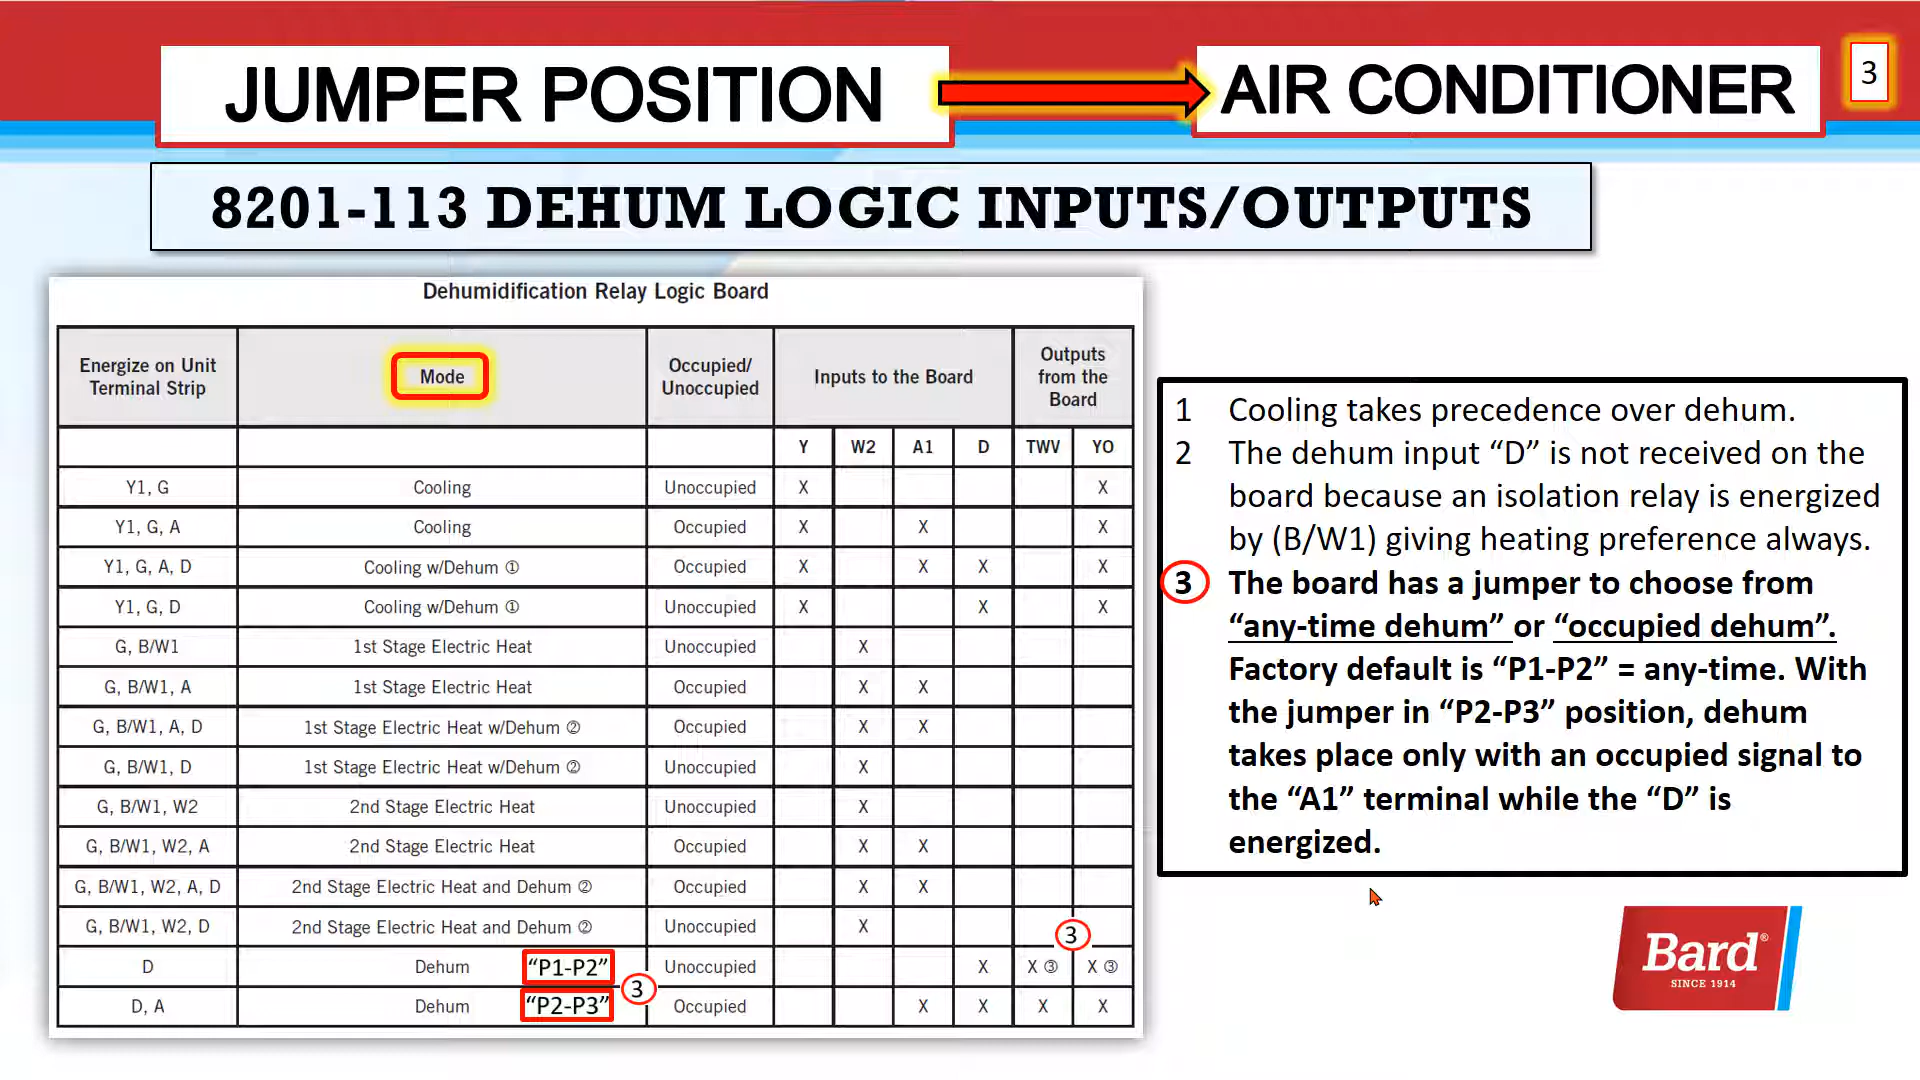 JUMPER POSITION
AIR CONDITIONER
3
8201-113 DEHUM LOGIC INPUTS/OUTPUTS
Dehumidification Relay Logic Board
Energize on Unit Terminal Strip Mode Occupied/ Unoccupied Inputs to the Board Outputs from the Board
Y W2 A1 D TWV YO
Y1, G Cooling Unoccupied X X
Y1, G, A Cooling Occupied X X X
Y1, G, A, D Cooling w/Dehum ① Occupied X X X X
Y1, G, D Cooling w/Dehum ① Unoccupied X X X
G, B/W1 1st Stage Electric Heat Unoccupied X
G, B/W1, A 1st Stage Electric Heat Occupied X X
G, B/W1, A, D 1st Stage Electric Heat w/Dehum ② Occupied X X
G, B/W1, D 1st Stage Electric Heat w/Dehum ② Unoccupied X
G, B/W1, W2 2nd Stage Electric Heat Unoccupied X
G, B/W1, W2, A 2nd Stage Electric Heat Occupied X X
G, B/W1, W2, A, D 2nd Stage Electric Heat and Dehum ② Occupied X X
G, B/W1, W2, D 2nd Stage Electric Heat and Dehum ② Unoccupied X
3
D Dehum “P1-P2” Unoccupied X X ③ X ③
3
D, A Dehum “P2-P3” Occupied X X X X
1 Cooling takes precedence over dehum.
2 The dehum input “D” is not received on the
board because an isolation relay is energized
by (B/W1) giving heating preference always.
3 The board has a jumper to choose from
“any-time dehum” or “occupied dehum”.
Factory default is “P1-P2” = any-time. With
the jumper in “P2-P3” position, dehum
takes place only with an occupied signal to
the “A1” terminal while the “D” is
energized.
Bard®
SINCE 1914